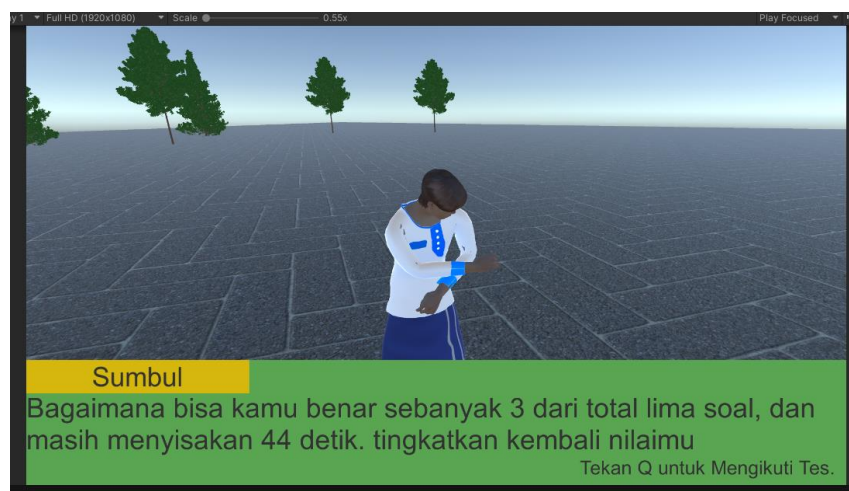 y 1 Full HD (1920x1080) Scale 0.55x Play Focused
Sumbul
Bagaimana bisa kamu benar sebanyak 3 dari total lima soal, dan
masih menyisakan 44 detik. tingkatkan kembali nilaimu
Tekan Q untuk Mengikuti Tes.